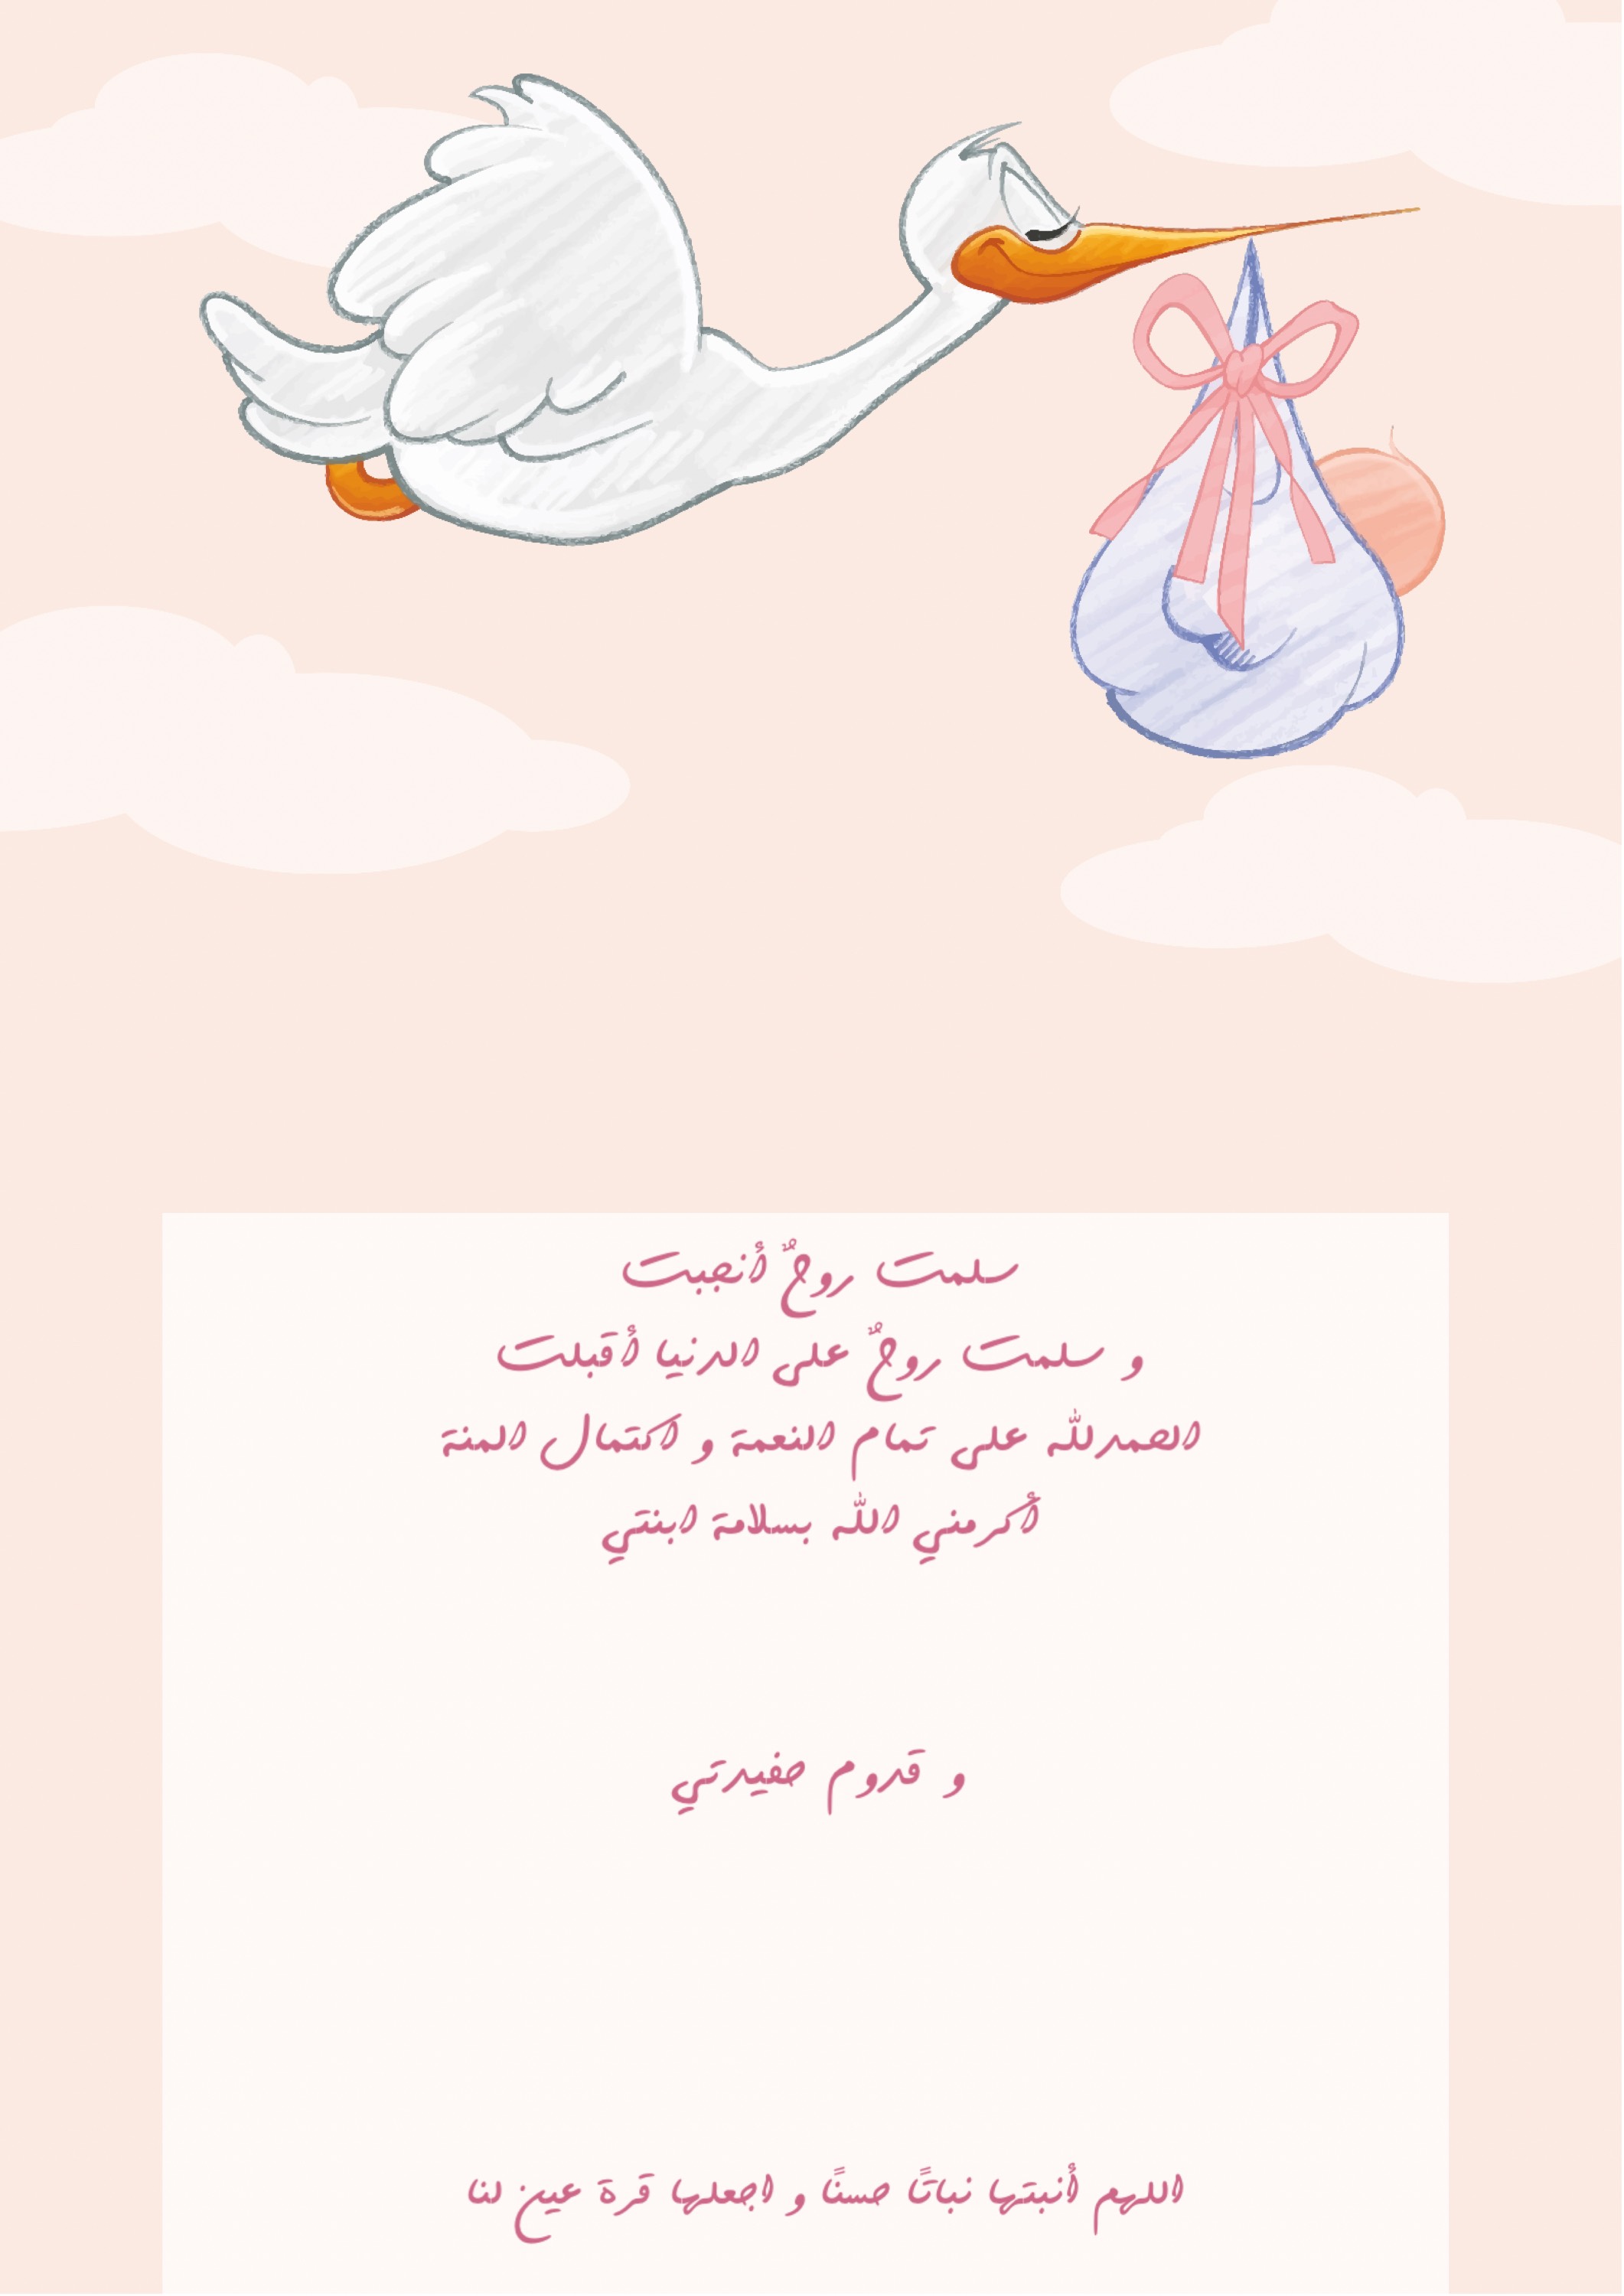 سلمت روحٌ أنجبت
و سلمت روحٌ على الدنيا أقبلت
الحمدلله على تمام النعمة و اكتمال المنة
أكرمني الله بسلامة ابنتي
و قدوم حفيدتي
اللهم أنبتها نباتًا حسنًا و اجعلها قرة عين لنا